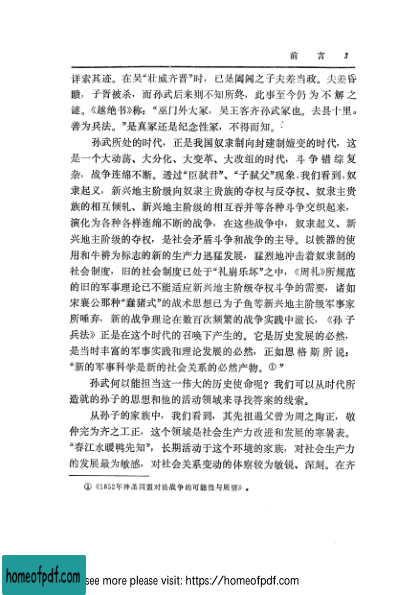 前 言 3
详索其迹。在吴“壮威齐晋”时，已是阖闾之子夫差当政。夫差昏
聩，子胥被杀，而孙武后来则不知所终，此事至今仍为不解之
谜。《越绝书》称：“巫门外大冢，吴王客齐孙武冢也。去县十里。
善为兵法。”是真冢还是纪念性冢，不得而知。
孙武所处的时代，正是我国奴隶制向封建制嬗变的时代，这
是一个大动荡、大分化、大变革、大改组的时代，斗争错综复
杂，战争连绵不断。透过“臣弑君”、“子弑父”现象，我们看到，奴
隶起义，新兴地主阶级向奴隶主贵族的夺权与反夺权、奴隶主贵
族的相互倾轧、新兴地主阶级的相互吞并等各种斗争交织起来，
演化为各种各样连绵不断的战争，在这些战争中，奴隶起义、新
兴地主阶级的夺权，是社会矛盾斗争和战争的主导。以铁器的使
用和牛耕为标志的新的生产力迅猛发展，猛烈地冲击着奴隶制的
社会制度，旧的社会制度已处于“礼崩乐坏”之中，《周礼》所规范
的旧的军事理论已不能适应新兴地主阶级夺权斗争的需要，诸如
宋襄公那种“蠢猪式”的战术思想已为子鱼等新兴地主阶级军事家
所唾弃，新的战争理论在数百次频繁的战争实践中滋长，《孙子
兵法》正是在这个时代的召唤下产生的。它是历史发展的必然，
是当时丰富的军事实践和理论发展的必然，正如恩格斯所说：
“新的军事科学是新的社会关系的必然产物。①”
孙武何以能担当这一伟大的历史使命呢？我们可以从时代所
造就的孙子的思想和他的活动领域来寻找答案的线索。
从孙子的家族中，我们看到，其先祖遏父曾为周之陶正，敬
仲完为齐之工正，这个领域是社会生产力改进和发展的寒暑表。
“春江水暖鸭先知”，长期活动于这个环境的家族，对社会生产力
的发展最为敏感，对社会关系变动的体察较为敏锐、深刻。在齐
① 《1852年神圣同盟对法战争的可能性与展望》。
homeofpdf.com
see more please visit: https://homeofpdf.com